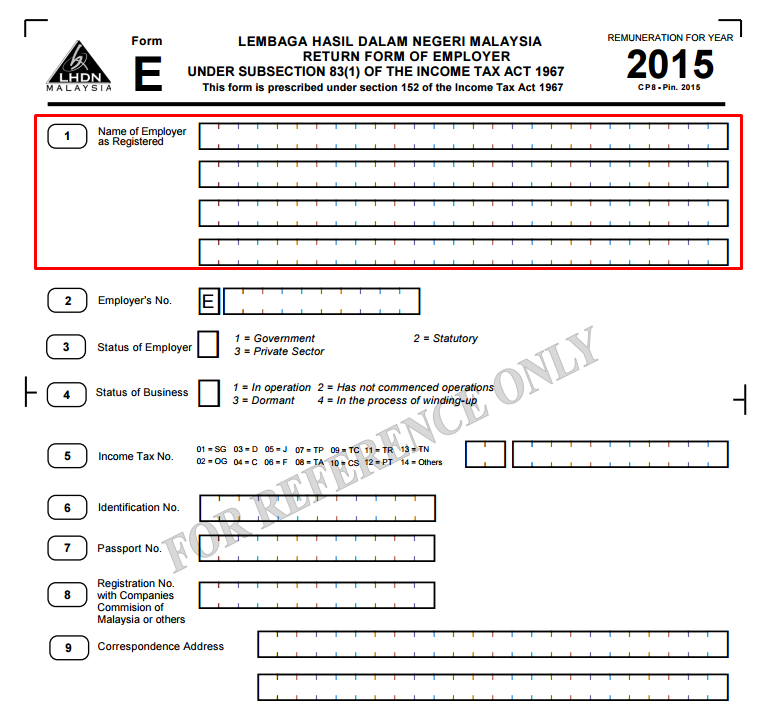 Form
E
LHDN
MALAYSIA
LEMBAGA HASIL DALAM NEGERI MALAYSIA
RETURN FORM OF EMPLOYER
UNDER SUBSECTION 83(1) OF THE INCOME TAX ACT 1967
This form is prescribed under section 152 of the Income Tax Act 1967
REMUNERATION FOR YEAR
2015
CP8 - Pin. 2015
1 Name of Employer
as Registered
2 Employer's No. E
3 Status of Employer 1 = Government 2 = Statutory
3 = Private Sector
4 Status of Business 1 = In operation 2 = Has not commenced operations
3 = Dormant 4 = In the process of winding-up
5 Income Tax No. 01 = SG 03 = D 05 = J 07 = TP 09 = TC 11 = TR 13 = TN
02 = OG 04 = C 06 = F 08 = TA 10 = CS 12 = PT 14 = Others
6 Identification No.
7 Passport No.
8 Registration No.
with Companies
Commision of
Malaysia or others
9 Correspondence Address
FOR REFERENCE ONLY